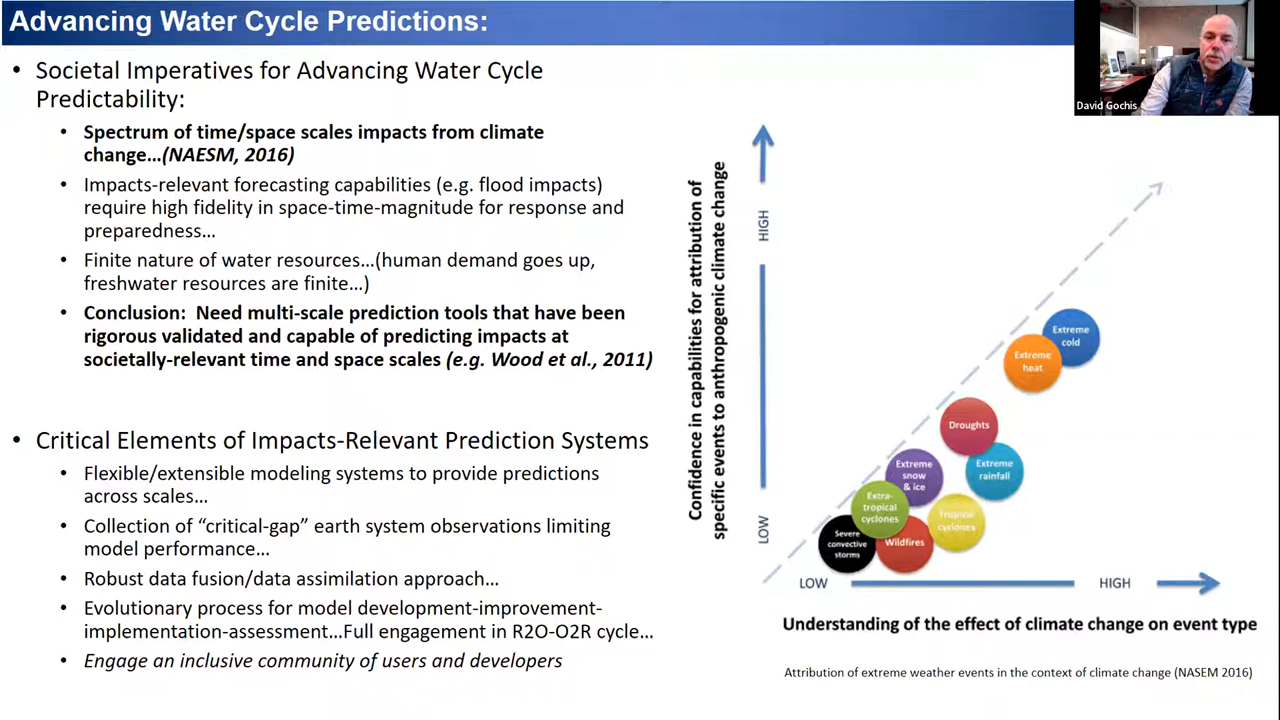 Advancing Water Cycle Predictions:
David Gochis
• Societal Imperatives for Advancing Water Cycle
Predictability:
• Spectrum of time/space scales impacts from climate
change…(NAESM, 2016)
• Impacts-relevant forecasting capabilities (e.g. flood impacts)
require high fidelity in space-time-magnitude for response and
preparedness…
• Finite nature of water resources…(human demand goes up,
freshwater resources are finite…)
• Conclusion: Need multi-scale prediction tools that have been
rigorous validated and capable of predicting impacts at
societally-relevant time and space scales (e.g. Wood et al., 2011)
• Critical Elements of Impacts-Relevant Prediction Systems
• Flexible/extensible modeling systems to provide predictions
across scales…
• Collection of “critical-gap” earth system observations limiting
model performance…
• Robust data fusion/data assimilation approach…
• Evolutionary process for model development-improvement-
implementation-assessment…Full engagement in R2O-O2R cycle…
• Engage an inclusive community of users and developers
Confidence in capabilities for attribution of
specific events to anthropogenic climate change
HIGH
LOW
Extreme
cold
Extreme
heat
Droughts
Extreme
rainfall
Extreme
snow
& ice
Extra-
tropical
cyclones
Tropical
cyclones
Wildfires
Severe
convective
storms
LOW
HIGH
Understanding of the effect of climate change on event type
Attribution of extreme weather events in the context of climate change (NASEM 2016)